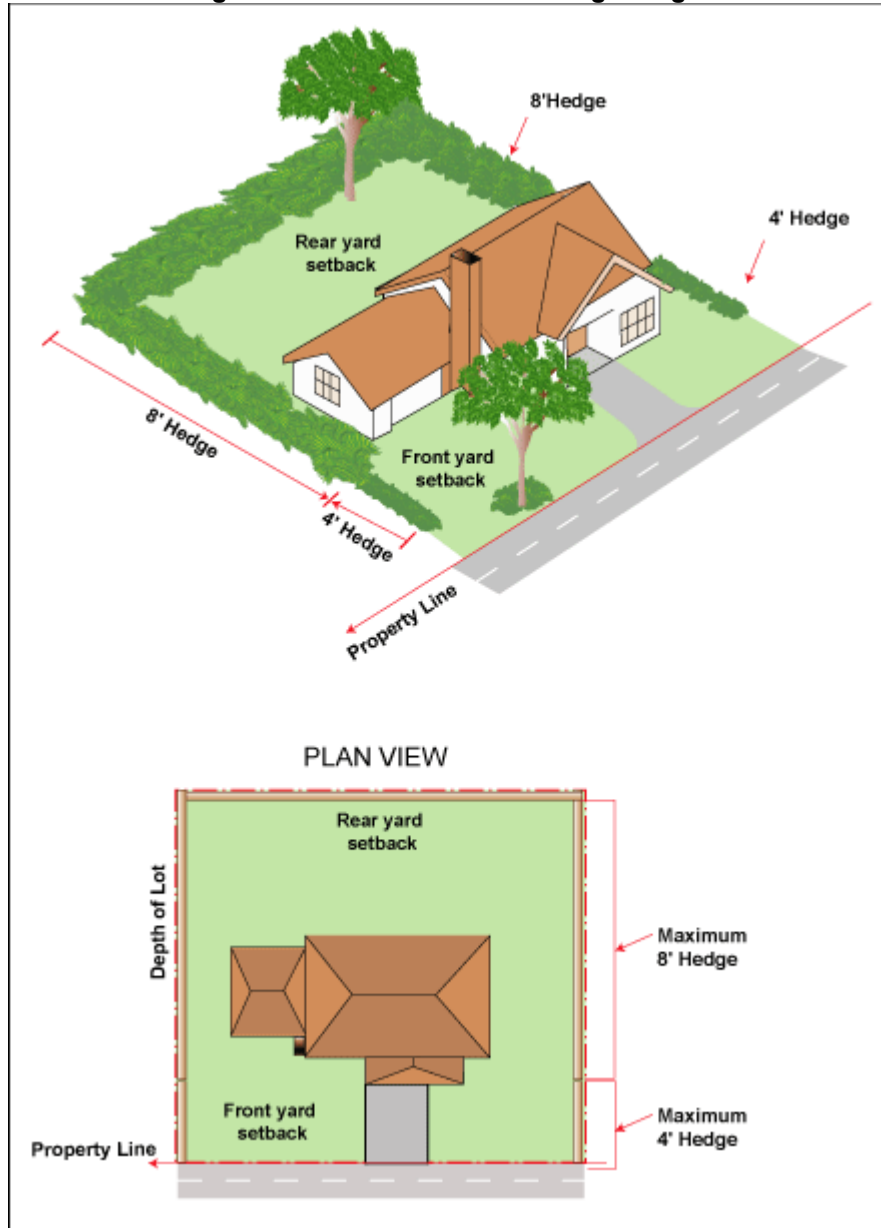 8'Hedge
4' Hedge
Rear yard
setback
8' Hedge
Front yard
setback
4' Hedge
Property Line
PLAN VIEW
Rear yard
setback
Depth of Lot
Maximum
8' Hedge
Front yard
setback
Maximum
4' Hedge
Property Line